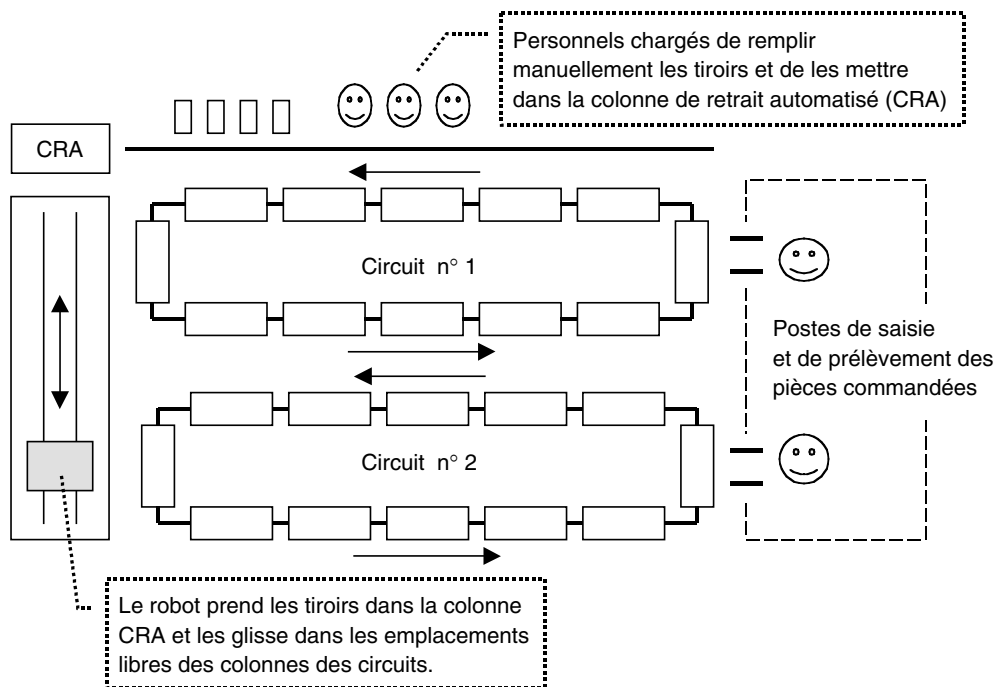 Personnels chargés de remplir
manuellement les tiroirs et de les mettre
dans la colonne de retrait automatisé (CRA)
CRA
Circuit n° 1
Postes de saisie
et de prélèvement des
pièces commandées
Circuit n° 2
Le robot prend les tiroirs dans la colonne
CRA et les glisse dans les emplacements
libres des colonnes des circuits.